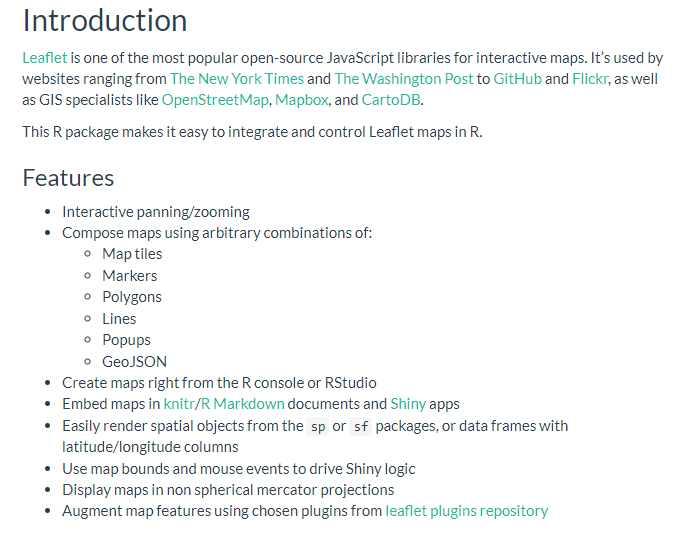 Introduction
Leaflet is one of the most popular open-source JavaScript libraries for interactive maps. It’s used by
websites ranging from The New York Times and The Washington Post to GitHub and Flickr, as well
as GIS specialists like OpenStreetMap, Mapbox, and CartoDB.
This R package makes it easy to integrate and control Leaflet maps in R.
Features
• Interactive panning/zooming
• Compose maps using arbitrary combinations of:
◦ Map tiles
◦ Markers
◦ Polygons
◦ Lines
◦ Popups
◦ GeoJSON
• Create maps right from the R console or RStudio
• Embed maps in knitr/R Markdown documents and Shiny apps
• Easily render spatial objects from the sp or sf packages, or data frames with
latitude/longitude columns
• Use map bounds and mouse events to drive Shiny logic
• Display maps in non spherical mercator projections
• Augment map features using chosen plugins from leaflet plugins repository